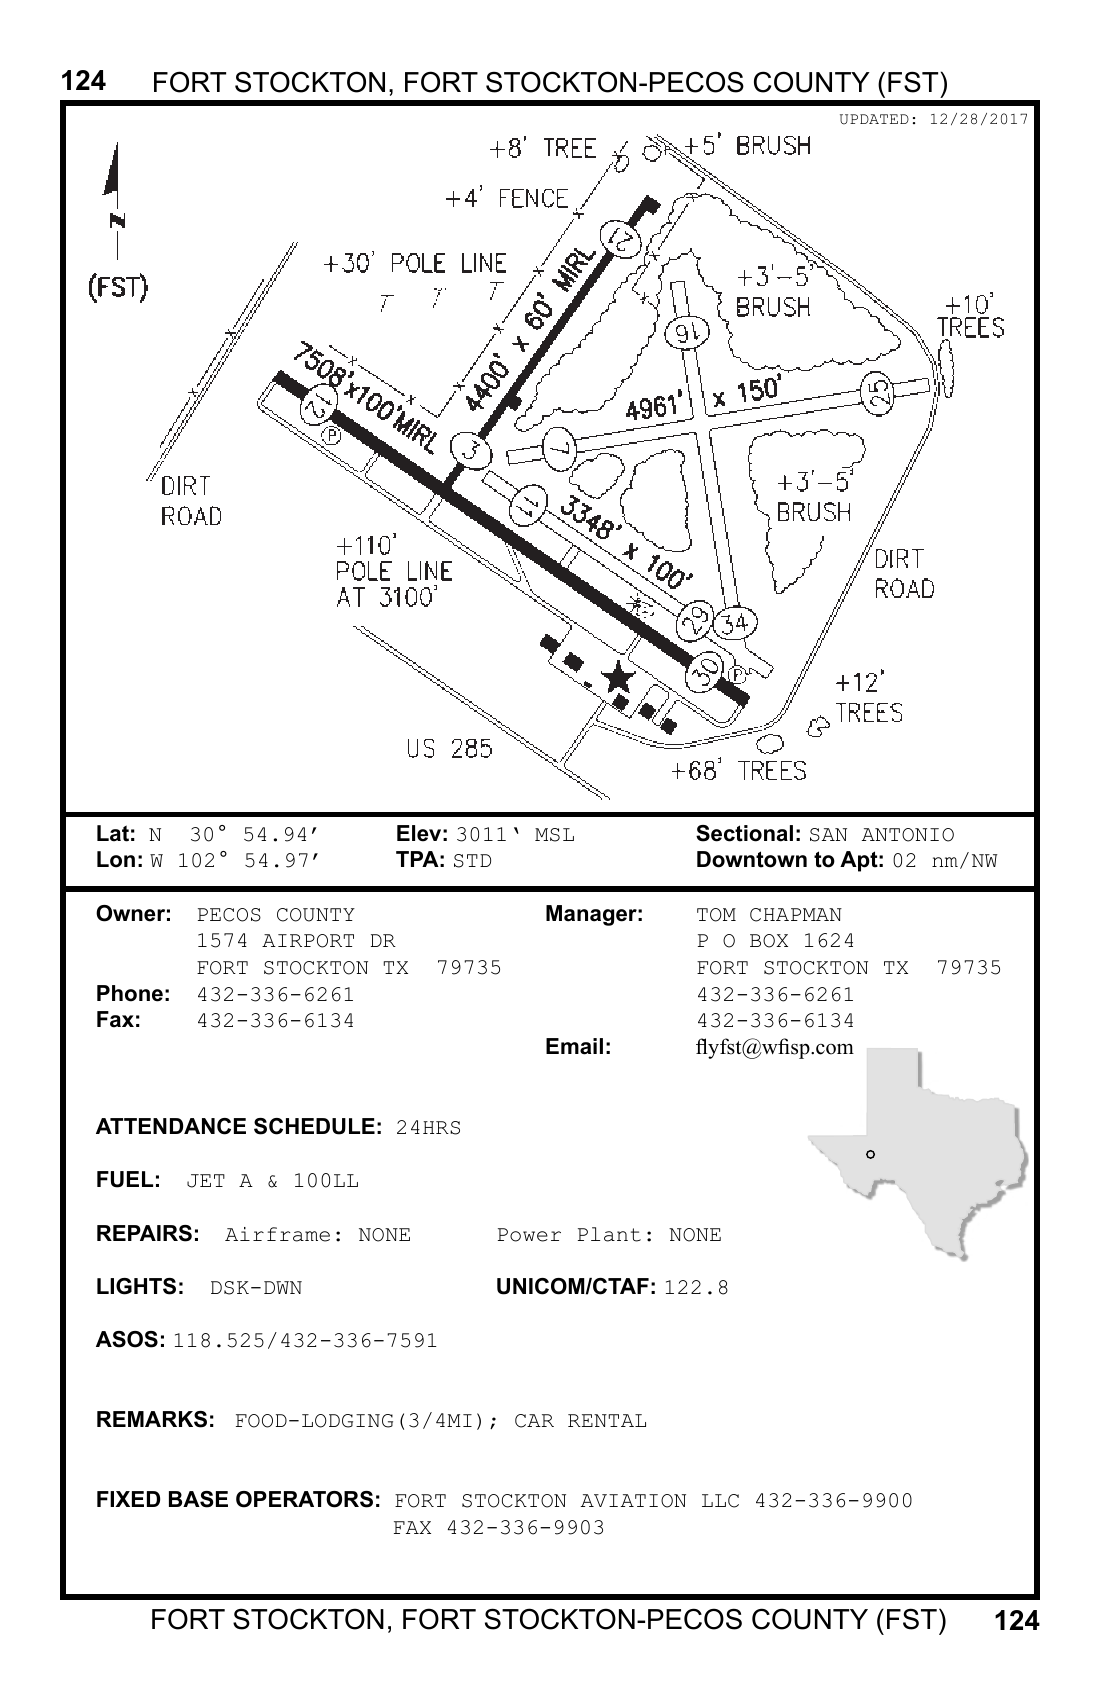 124 FORT STOCKTON, FORT STOCKTON-PECOS COUNTY (FST)
UPDATED: 12/28/2017
+8' TREE
+5' BRUSH
+4' FENCE
N
(FST)
+30' POLE LINE
T T T
21
4400' x 60' MIRL
+3'-5'
BRUSH
+10'
TREES
16
7508'x100'MIRL
12
P
3
4961' x 150'
25
7
DIRT
ROAD
11
3348' x 100'
+3'-5'
BRUSH
+110'
POLE LINE
AT 3100'
DIRT
ROAD
29
34
30
P
+12'
TREES
US 285
+68' TREES
Lat: N 30° 54.94′ Elev: 3011‘ MSL Sectional: SAN ANTONIO
Lon: W 102° 54.97′ TPA: STD Downtown to Apt: 02 nm/NW
Owner: PECOS COUNTY Manager: TOM CHAPMAN
1574 AIRPORT DR P O BOX 1624
FORT STOCKTON TX 79735 FORT STOCKTON TX 79735
Phone: 432-336-6261 432-336-6261
Fax: 432-336-6134 432-336-6134
Email: flyfst@wfisp.com
ATTENDANCE SCHEDULE: 24HRS
FUEL: JET A & 100LL
REPAIRS: Airframe: NONE Power Plant: NONE
LIGHTS: DSK-DWN UNICOM/CTAF: 122.8
ASOS: 118.525/432-336-7591
REMARKS: FOOD-LODGING(3/4MI); CAR RENTAL
FIXED BASE OPERATORS: FORT STOCKTON AVIATION LLC 432-336-9900
FAX 432-336-9903
FORT STOCKTON, FORT STOCKTON-PECOS COUNTY (FST) 124